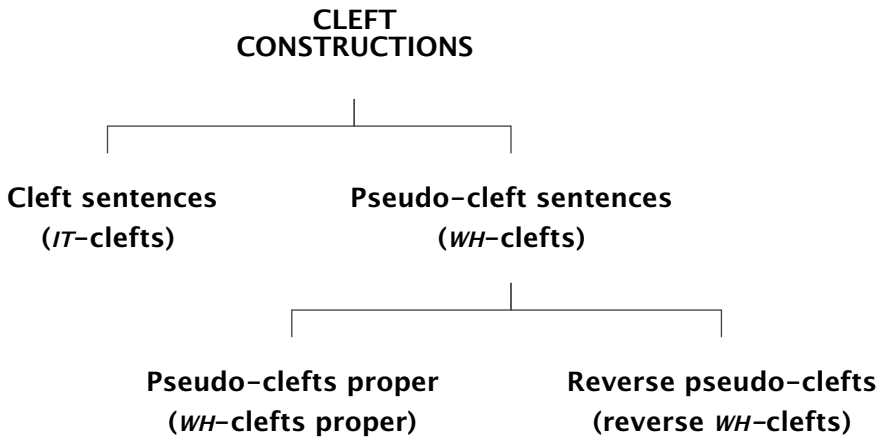 CLEFT
CONSTRUCTIONS
Cleft sentences
(IT-clefts)
Pseudo-cleft sentences
(WH-clefts)
Pseudo-clefts proper
(WH-clefts proper)
Reverse pseudo-clefts
(reverse WH-clefts)